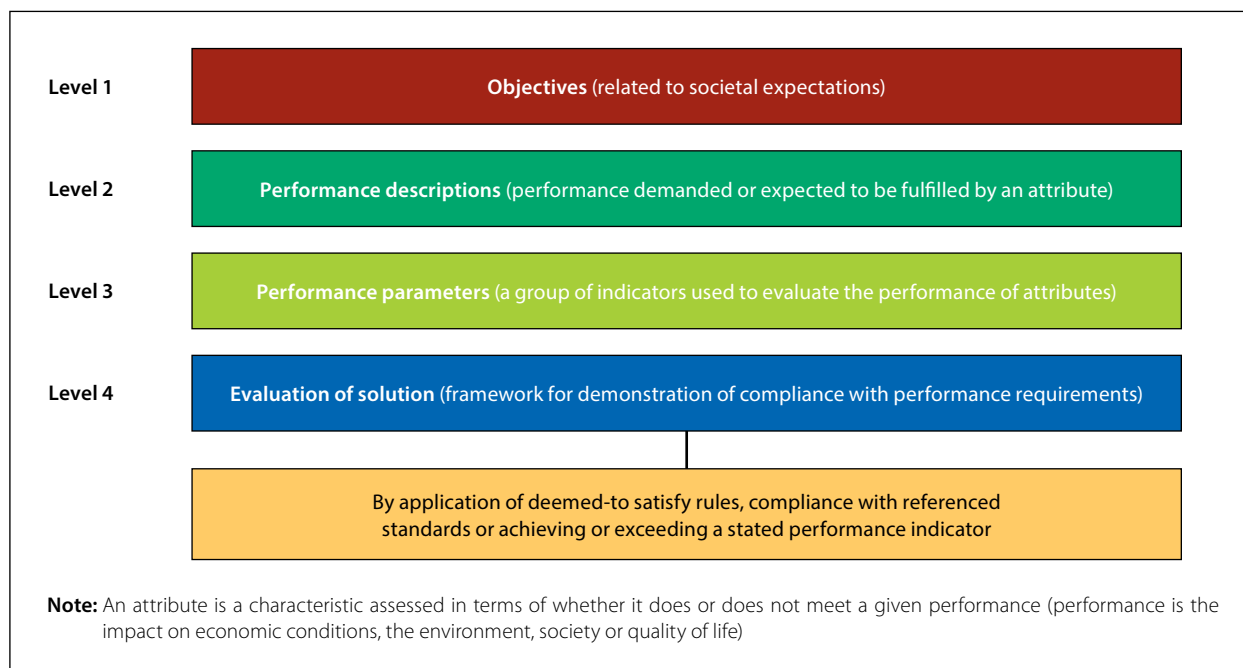 Level 1
Objectives (related to societal expectations)
Level 2
Performance descriptions (performance demanded or expected to be fulfilled by an attribute)
Level 3
Performance parameters (a group of indicators used to evaluate the performance of attributes)
Level 4
Evaluation of solution (framework for demonstration of compliance with performance requirements)
By application of deemed-to satisfy rules, compliance with referenced
standards or achieving or exceeding a stated performance indicator
Note: An attribute is a characteristic assessed in terms of whether it does or does not meet a given performance (performance is the
impact on economic conditions, the environment, society or quality of life)